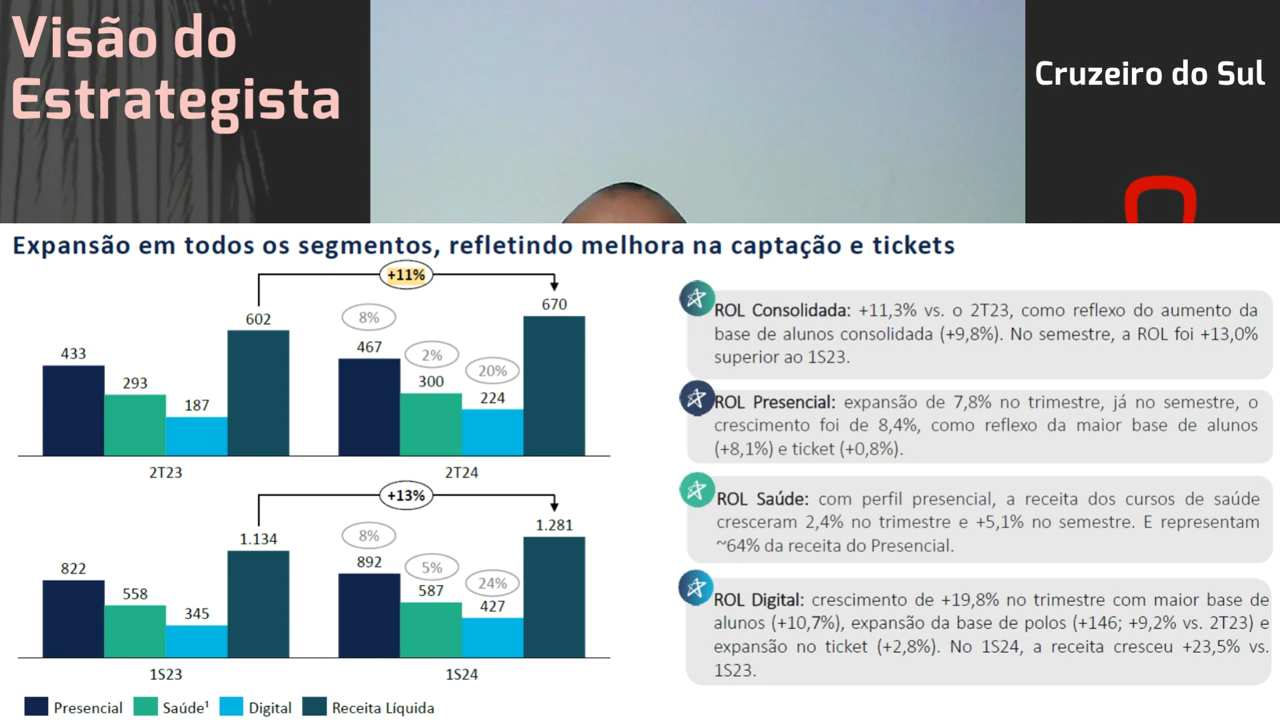 Visão do
Estrategista
Cruzeiro do Sul
Expansão em todos os segmentos, refletindo melhora na captação e tickets
+11%
433
293
187
602
8%
467
2%
300
20%
224
670
2T23
2T24
+13%
822
558
345
1.134
8%
892
5%
587
24%
427
1.281
1S23
1S24
Presencial
Saúde¹
Digital
Receita Líquida
ROL Consolidada: +11,3% vs. o 2T23, como reflexo do aumento da
base de alunos consolidada (+9,8%). No semestre, a ROL foi +13,0%
superior ao 1S23.
ROL Presencial: expansão de 7,8% no trimestre, já no semestre, o
crescimento foi de 8,4%, como reflexo da maior base de alunos
(+8,1%) e ticket (+0,8%).
ROL Saúde: com perfil presencial, a receita dos cursos de saúde
cresceram 2,4% no trimestre e +5,1% no semestre. E representam
~64% da receita do Presencial.
ROL Digital: crescimento de +19,8% no trimestre com maior base de
alunos (+10,7%), expansão da base de polos (+146; +9,2% vs. 2T23) e
expansão no ticket (+2,8%). No 1S24, a receita cresceu +23,5% vs.
1S23.